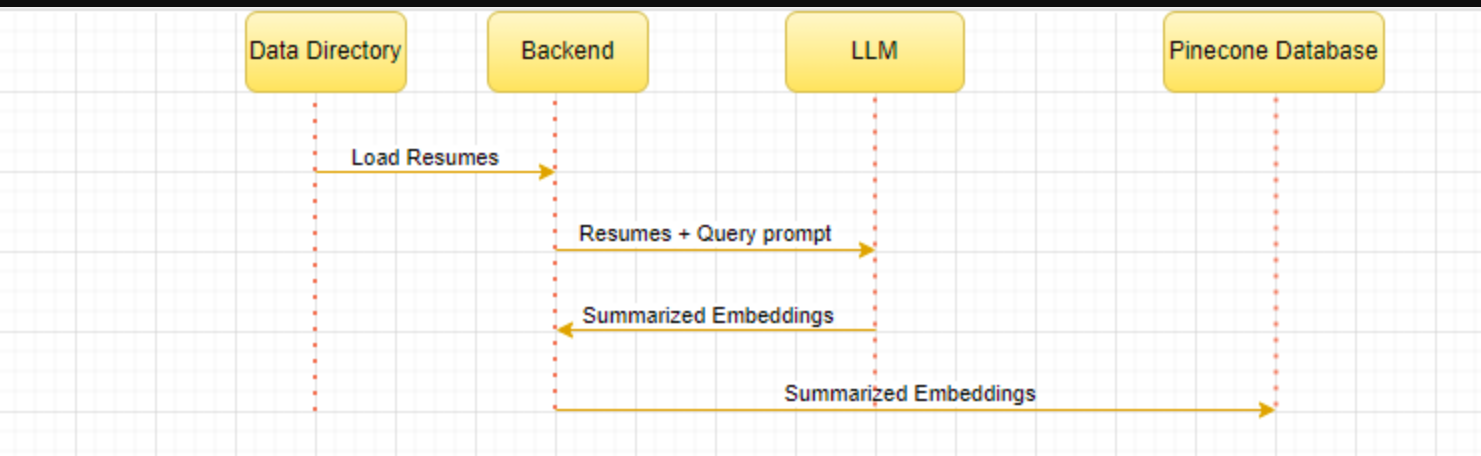 Data Directory
Backend
LLM
Pinecone Database
Load Resumes
Resumes + Query prompt
Summarized Embeddings
Summarized Embeddings